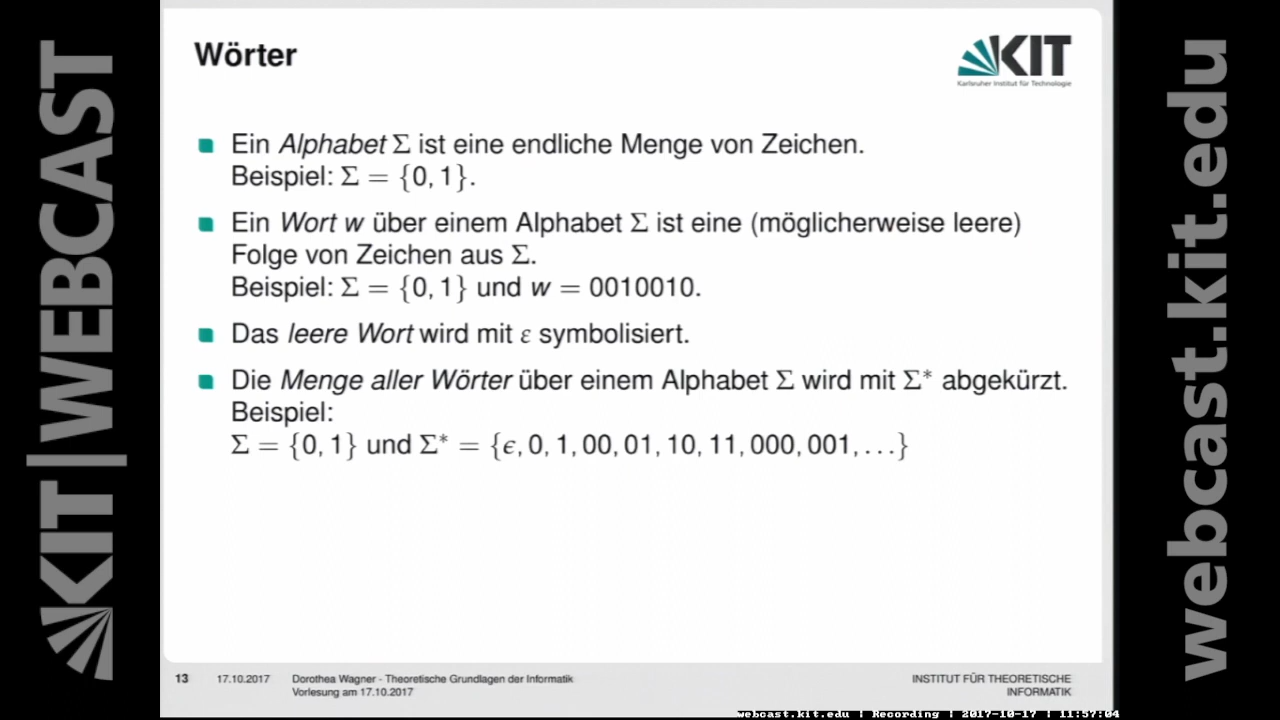 Wörter
KIT
Karlsruher Institut für Technologie
Ein Alphabet Σ ist eine endliche Menge von Zeichen.
Beispiel: Σ = {0, 1}.
Ein Wort w über einem Alphabet Σ ist eine (möglicherweise leere)
Folge von Zeichen aus Σ.
Beispiel: Σ = {0, 1} und w = 0010010.
Das leere Wort wird mit ε symbolisiert.
Die Menge aller Wörter über einem Alphabet Σ wird mit Σ* abgekürzt.
Beispiel:
Σ = {0, 1} und Σ* = {ϵ, 0, 1, 00, 01, 10, 11, 000, 001, . . .}
13 17.10.2017 Dorothea Wagner - Theoretische Grundlagen der Informatik
Vorlesung am 17.10.2017
INSTITUT FÜR THEORETISCHE
INFORMATIK
KIT|WEBCAST
webcast.kit.edu
webcast.kit.edu | Recording | 2017-10-17 | 11:57:04